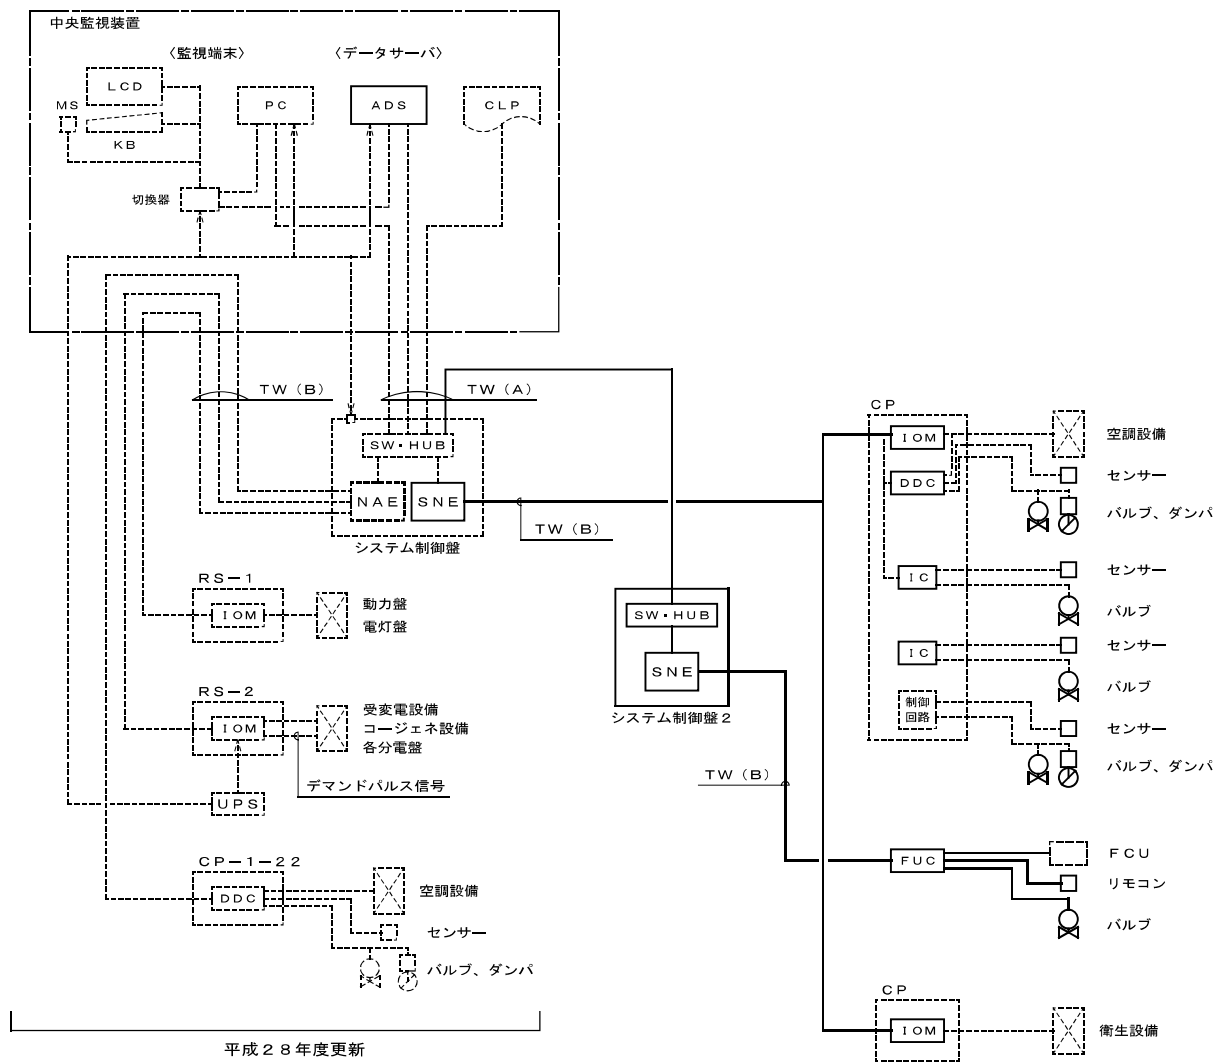 中央監視装置
〈監視端末〉
〈データサーバ〉
LCD
MS
KB
PC
ADS
CLP
切換器
TW（B）
TW（A）
SW・HUB
NAE
SNE
システム制御盤
TW（B）
RS－1
IOM
動力盤
電灯盤
RS－2
IOM
受変電設備
コージェネ設備
各分電盤
デマンドパルス信号
UPS
CP－1－22
DDC
空調設備
センサー
バルブ、ダンパ
平成２８年度更新
SW・HUB
SNE
システム制御盤２
TW（B）
CP
IOM
空調設備
DDC
センサー
バルブ、ダンパ
IC
センサー
バルブ
IC
センサー
バルブ
制御
回路
センサー
バルブ、ダンパ
FUC
FCU
リモコン
バルブ
CP
IOM
衛生設備